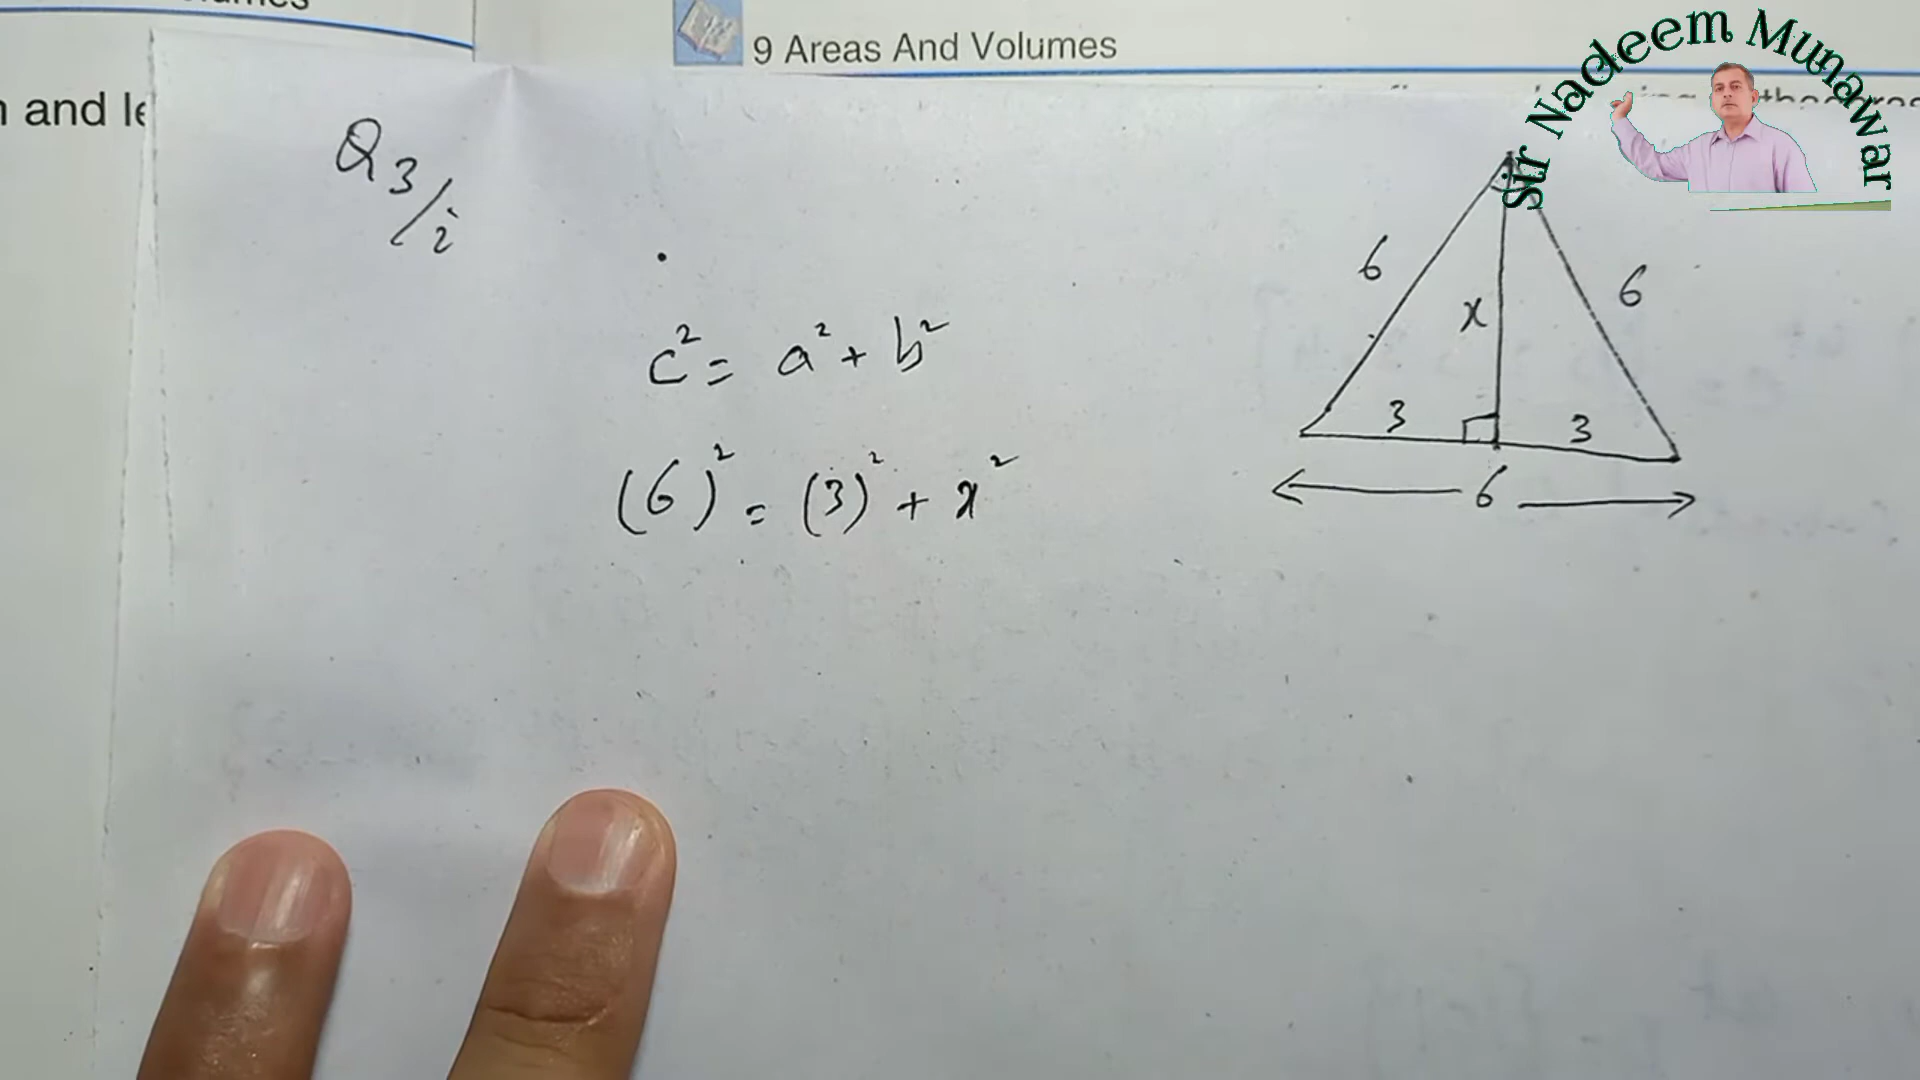 9 Areas And Volumes
Sir Nadeem Munawar
and
Q3/2
c² = a² + b²
(6)² = (3)² + x²
6
6
x
3
3
6